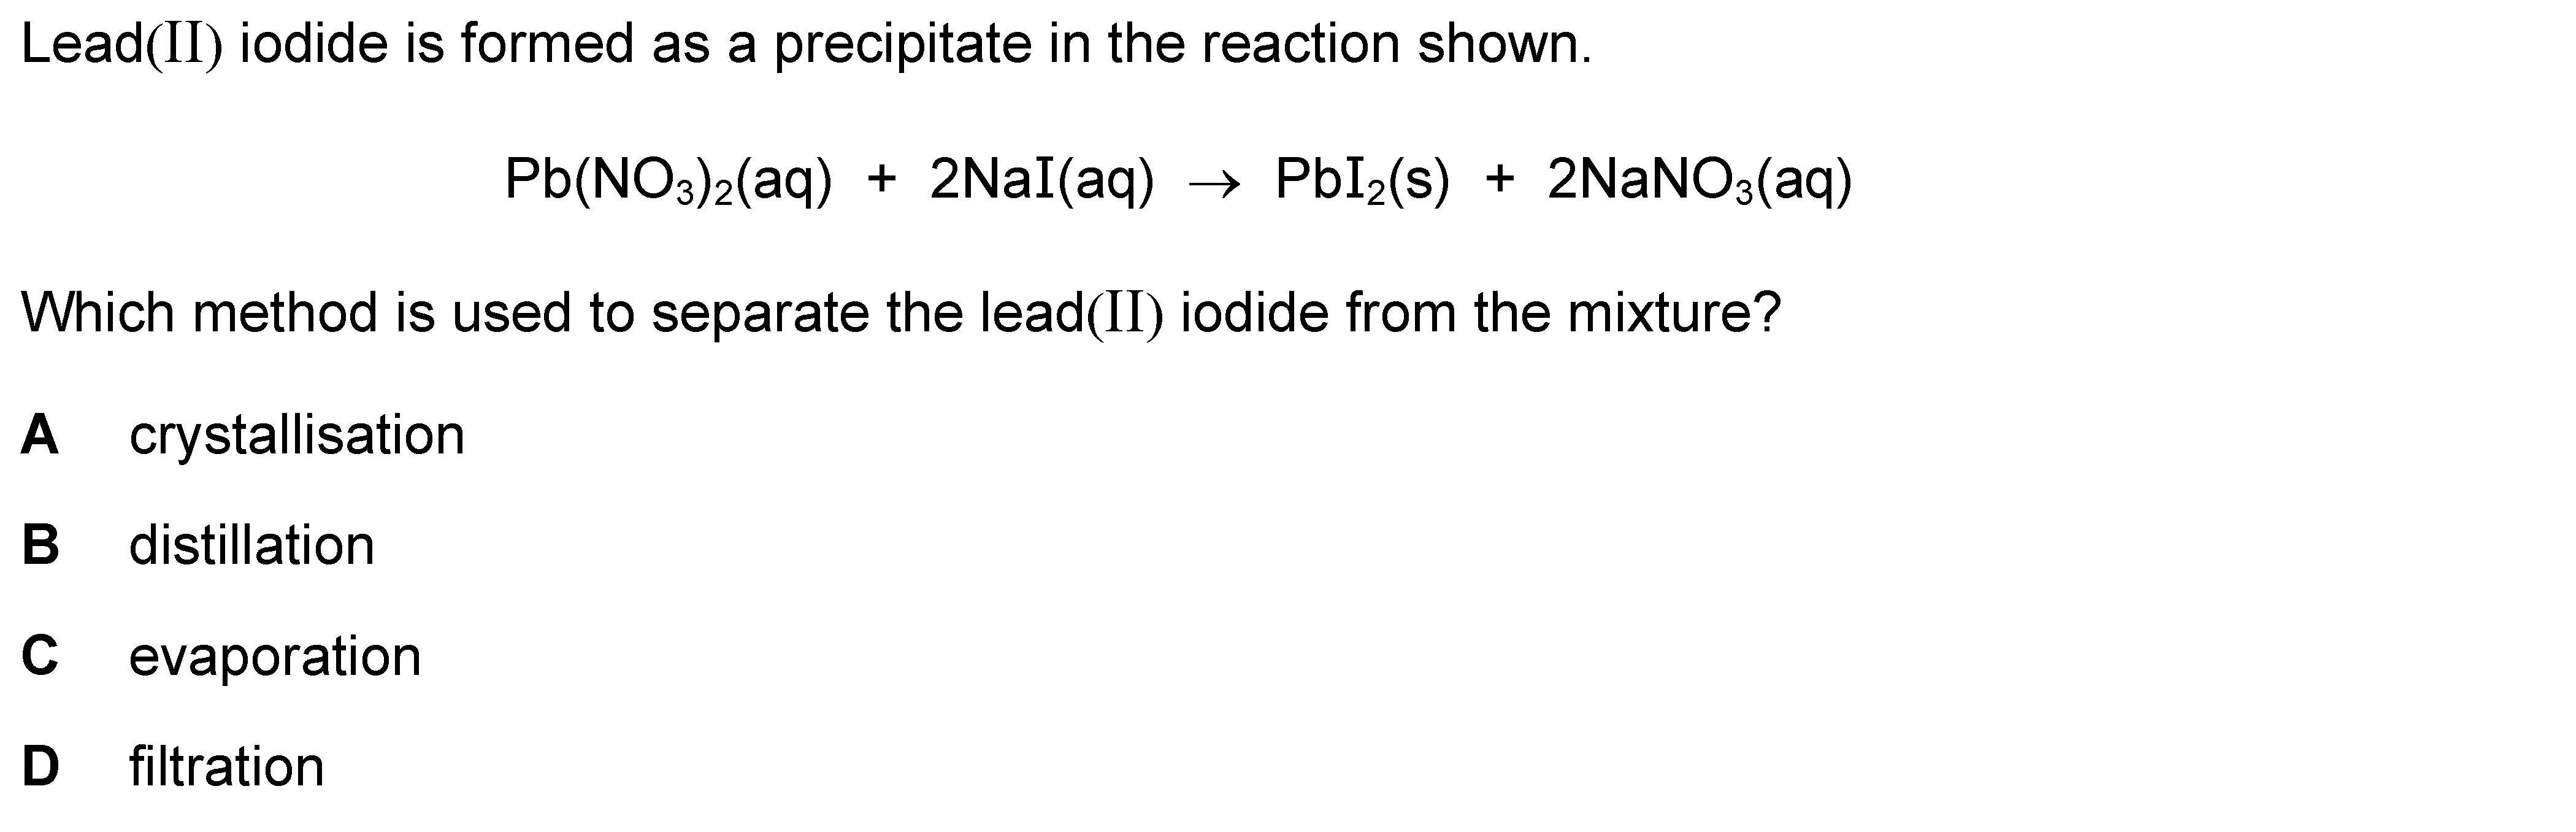 Lead(II) iodide is formed as a precipitate in the reaction shown.
Pb(NO₃)₂(aq) + 2NaI(aq) → PbI₂(s) + 2NaNO₃(aq)
Which method is used to separate the lead(II) iodide from the mixture?
A crystallisation
B distillation
C evaporation
D filtration